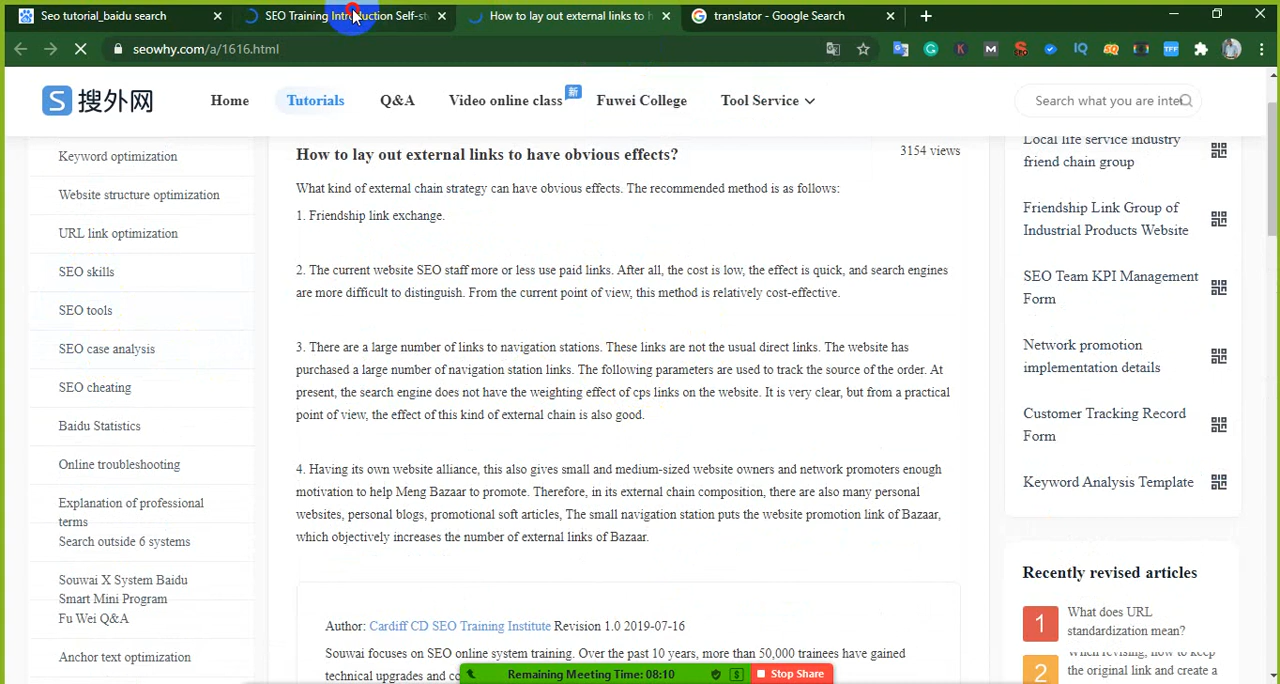 Seo tutorial_baidu search
SEO Training Introduction Self-st
How to lay out external links to h
translator - Google Search
seowhy.com/a/1616.html
S 搜外网
Home
Tutorials
Q&A
Video online class
新
Fuwei College
Tool Service
Search what you are inte
Keyword optimization
Website structure optimization
URL link optimization
SEO skills
SEO tools
SEO case analysis
SEO cheating
Baidu Statistics
Online troubleshooting
Explanation of professional
terms
Search outside 6 systems
Souwai X System Baidu
Smart Mini Program
Fu Wei Q&A
Anchor text optimization
How to lay out external links to have obvious effects?
3154 views
What kind of external chain strategy can have obvious effects. The recommended method is as follows:
1. Friendship link exchange.
2. The current website SEO staff more or less use paid links. After all, the cost is low, the effect is quick, and search engines
are more difficult to distinguish. From the current point of view, this method is relatively cost-effective.
3. There are a large number of links to navigation stations. These links are not the usual direct links. The website has
purchased a large number of navigation station links. The following parameters are used to track the source of the order. At
present, the search engine does not have the weighting effect of cps links on the website. It is very clear, but from a practical
point of view, the effect of this kind of external chain is also good.
4. Having its own website alliance, this also gives small and medium-sized website owners and network promoters enough
motivation to help Meng Bazaar to promote. Therefore, in its external chain composition, there are also many personal
websites, personal blogs, promotional soft articles, The small navigation station puts the website promotion link of Bazaar,
which objectively increases the number of external links of Bazaar.
Author: Cardiff CD SEO Training Institute Revision 1.0 2019-07-16
Souwai focuses on SEO online system training. Over the past 10 years, more than 50,000 trainees have gained
technical upgrades and co
Local life service industry
friend chain group
Friendship Link Group of
Industrial Products Website
SEO Team KPI Management
Form
Network promotion
implementation details
Customer Tracking Record
Form
Keyword Analysis Template
Recently revised articles
1
What does URL
standardization mean?
2
When revising, how to keep
the original link and create a
Remaining Meeting Time: 08:10
Stop Share